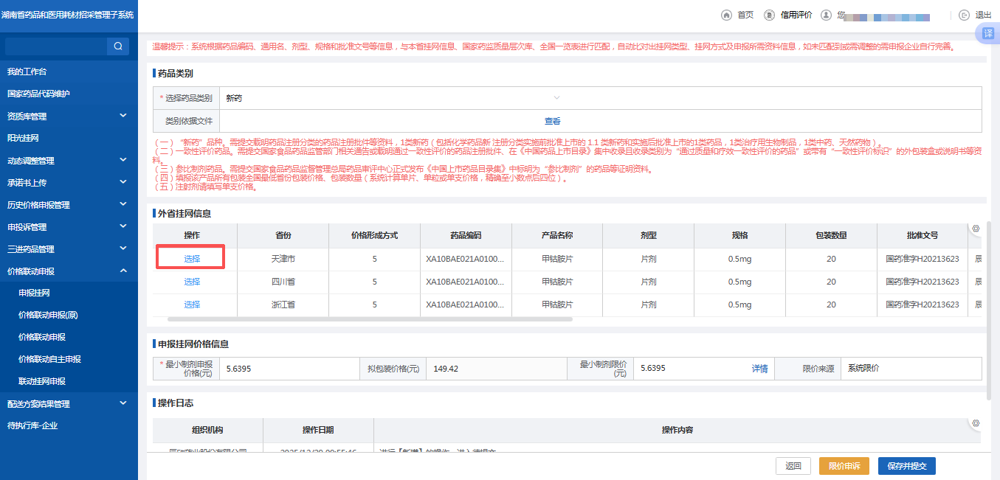 湖南省药品和医用耗材招采管理子系统
首页
信用评价
您
退出
译
我的工作台
国家药品代码维护
资质库管理
阳光挂网
动态调整管理
承诺书上传
历史价格申报管理
申投诉管理
三进药品管理
价格联动申报
申报挂网
价格联动申报(原)
价格联动申报
价格联动自主申报
联动挂网申报
配送方案结果管理
待执行库-企业
温馨提示：系统根据药品编码、通用名、剂型、规格和批准文号等信息，与本省挂网信息、国家药监质量层次库、全国一览表进行匹配，自动比对出挂网类型、挂网方式及申报所需资料信息，如未匹配到或需调整的需申报企业自行完善。
药品类别
* 选择药品类别 新药
类别依据文件 查看
（一）“新药”品种。需提交载明药品注册分类的药品注册批件等资料，1类新药（包括化学药品新 注册分类实施前批准上市的 1.1 类新药和实施后批准上市的1类药品，1类治疗用生物制品，1类中药、天然药物）。
（二）一致性评价药品。需提交国家食品药品监管部门相关通告或载明通过一致性评价的药品注册批件、在《中国药品上市目录》集中收录且收录类别为“通过质量和疗效一致性评价的药品”或带有“一致性评价标识”的外包装盒或说明书等资
料。
（三）参比制剂药品。需提交国家食品药品监督管理总局药品审评中心正式发布《中国上市药品目录集》中标明为“参比制剂”的药品等证明资料。
（四）填报该产品所有包装全国最低省份包装价格、包装数量（系统计算单片、单粒或单支价格，精确至小数点后四位）。
（五）注射剂请填写单支价格。
外省挂网信息
操作 省份 价格形成方式 药品编码 产品名称 剂型 规格 包装数量 批准文号
选择 天津市 5 XA10BAE021A0100... 甲钴胺片 片剂 0.5mg 20 国药准字H20213623 辰
选择 四川省 5 XA10BAE021A0100... 甲钴胺片 片剂 0.5mg 20 国药准字H20213623 辰
选择 浙江省 5 XA10BAE021A0100... 甲钴胺片 片剂 0.5mg 20 国药准字H20213623 辰
申报挂网价格信息
* 最小制剂申报价格(元) 5.6395 拟包装价格(元) 149.42 最小制剂限价(元) 5.6395 详情 限价来源 系统限价
操作日志
组织机构 操作日期 操作内容
辰欣药业股份有限公司 2025/12/29 09:55:46 进行【新增】的操作，进入待提交
返回
限价申诉
保存并提交